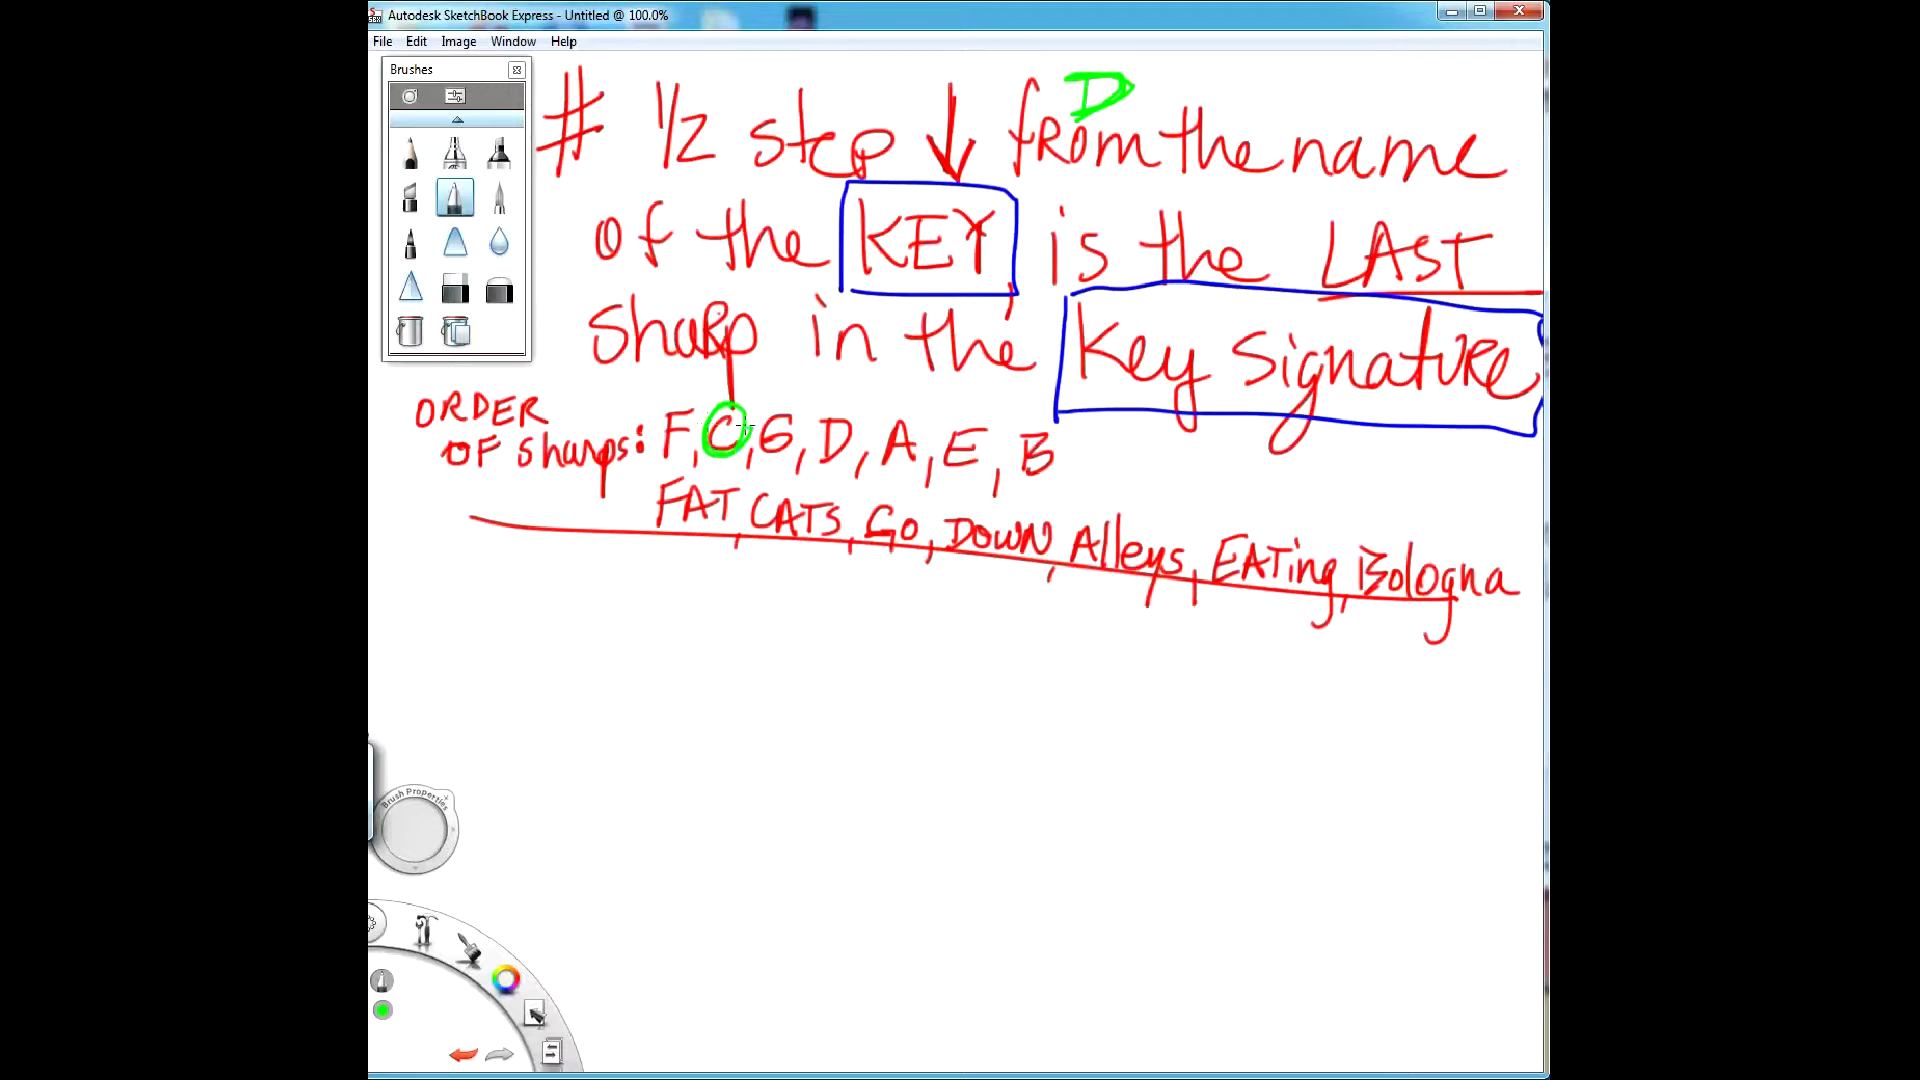 Autodesk SketchBook Express - Untitled @ 100.0%
File Edit Image Window Help
Brushes
D
# 1/2 step ↓ from the name
of the KEY is the LAST
sharp in the Key Signature
ORDER
OF sharps: F, C, G, D, A, E, B
FAT, CATS, GO, DOWN, Alleys, EATing, Bologna
Brush Properties